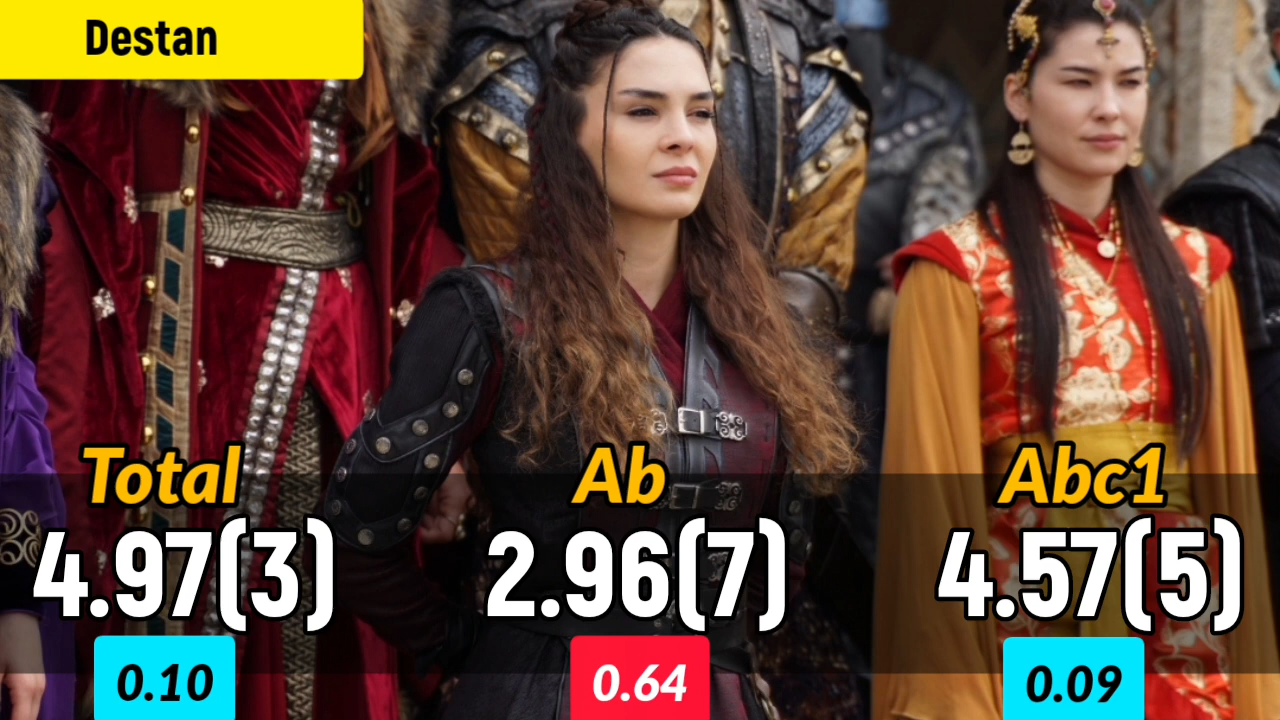 Destan
Total
4.97(3)
0.10
Ab
2.96(7)
0.64
Abc1
4.57(5)
0.09